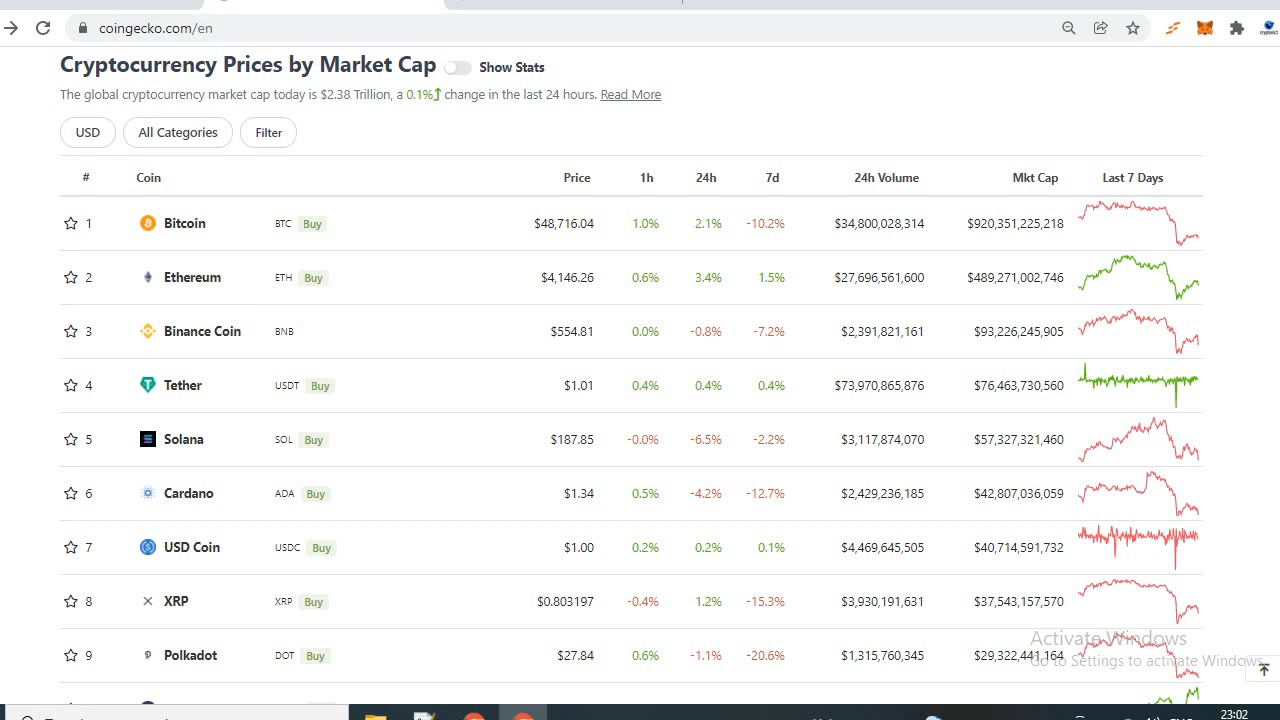 coingecko.com/en
Cryptocurrency Prices by Market Cap Show Stats
The global cryptocurrency market cap today is $2.38 Trillion, a 0.1% change in the last 24 hours. Read More
USD All Categories Filter
# Coin Price 1h 24h 7d 24h Volume Mkt Cap Last 7 Days
1 Bitcoin BTC Buy $48,716.04 1.0% 2.1% -10.2% $34,800,028,314 $920,351,225,218
2 Ethereum ETH Buy $4,146.26 0.6% 3.4% 1.5% $27,696,561,600 $489,271,002,746
3 Binance Coin BNB $554.81 0.0% -0.8% -7.2% $2,391,821,161 $93,226,245,905
4 Tether USDT Buy $1.01 0.4% 0.4% 0.4% $73,970,865,876 $76,463,730,560
5 Solana SOL Buy $187.85 -0.0% -6.5% -2.2% $3,117,874,070 $57,327,321,460
6 Cardano ADA Buy $1.34 0.5% -4.2% -12.7% $2,429,236,185 $42,807,036,059
7 USD Coin USDC Buy $1.00 0.2% 0.2% 0.1% $4,469,645,505 $40,714,591,732
8 XRP XRP Buy $0.803197 -0.4% 1.2% -15.3% $3,930,191,631 $37,543,157,570
Activate Windows
9 Polkadot DOT Buy $27.84 0.6% -1.1% -20.6% $1,315,760,345 $29,322,441,164
Go to Settings to activate Windows.
23:02